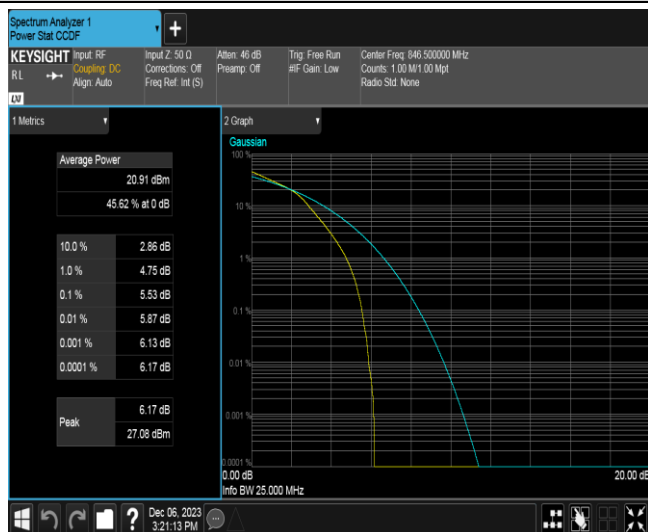 Spectrum Analyzer 1
Power Stat CCDF
+
KEYSIGHT
RL
LXI
Input: RF
Coupling: DC
Align: Auto
Input Z: 50 Ω
Corrections: Off
Freq Ref: Int (S)
Atten: 46 dB
Preamp: Off
Trig: Free Run
#IF Gain: Low
Center Freq: 846.500000 MHz
Counts: 1.00 M/1.00 Mpt
Radio Std: None
1 Metrics
Average Power
20.91 dBm
45.62 % at 0 dB
10.0 % 2.86 dB
1.0 % 4.75 dB
0.1 % 5.53 dB
0.01 % 5.87 dB
0.001 % 6.13 dB
0.0001 % 6.17 dB
Peak
6.17 dB
27.08 dBm
2 Graph
Gaussian
100 %
10 %
1 %
0.1 %
0.01 %
0.001 %
0.0001 %
0.00 dB 20.00 dB
Info BW 25.000 MHz
?
Dec 06, 2023
3:21:13 PM